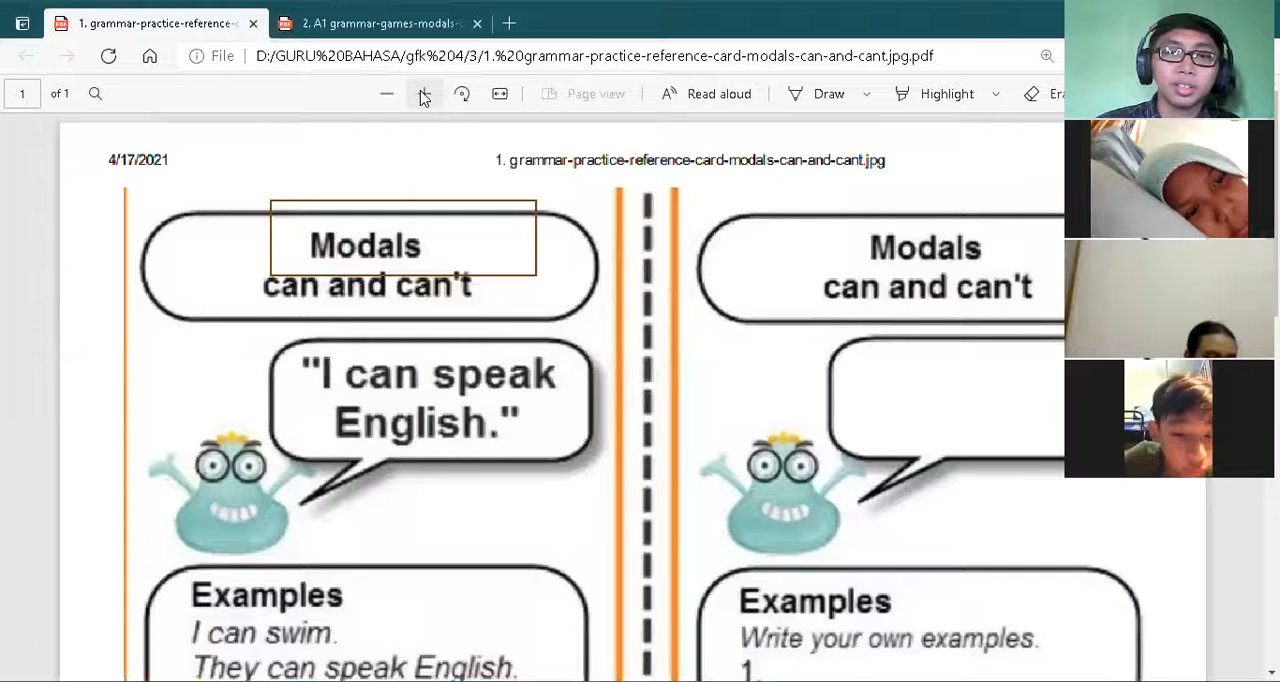 1. grammar-practice-reference-
2. A1 grammar-games-modals-
File
D:/GURU%20BAHASA/gfk%204/3/1.%20grammar-practice-reference-card-modals-can-and-cant.jpg.pdf
1 of 1
Page view
Read aloud
Draw
Highlight
4/17/2021
1. grammar-practice-reference-card-modals-can-and-cant.jpg
Modals
can and can't
"I can speak
English."
Examples
I can swim.
They can speak English.
Modals
can and can't
Examples
Write your own examples.
1.